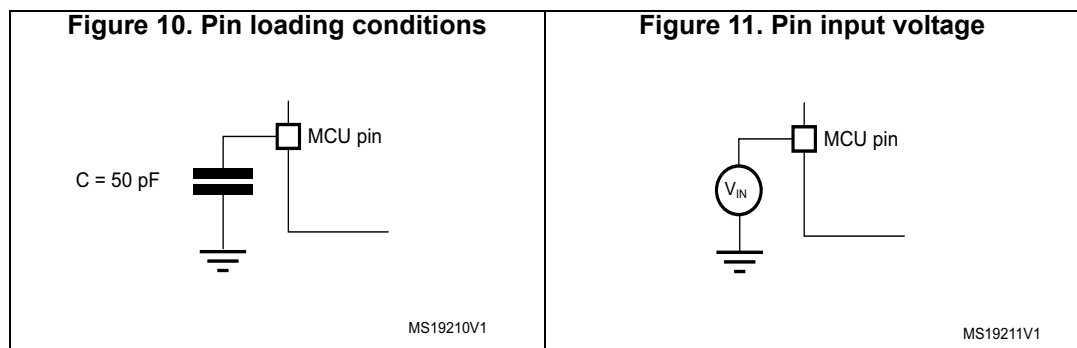 Figure 10. Pin loading conditions
MCU pin
C = 50 pF
MS19210V1
Figure 11. Pin input voltage
MCU pin
VIN
MS19211V1